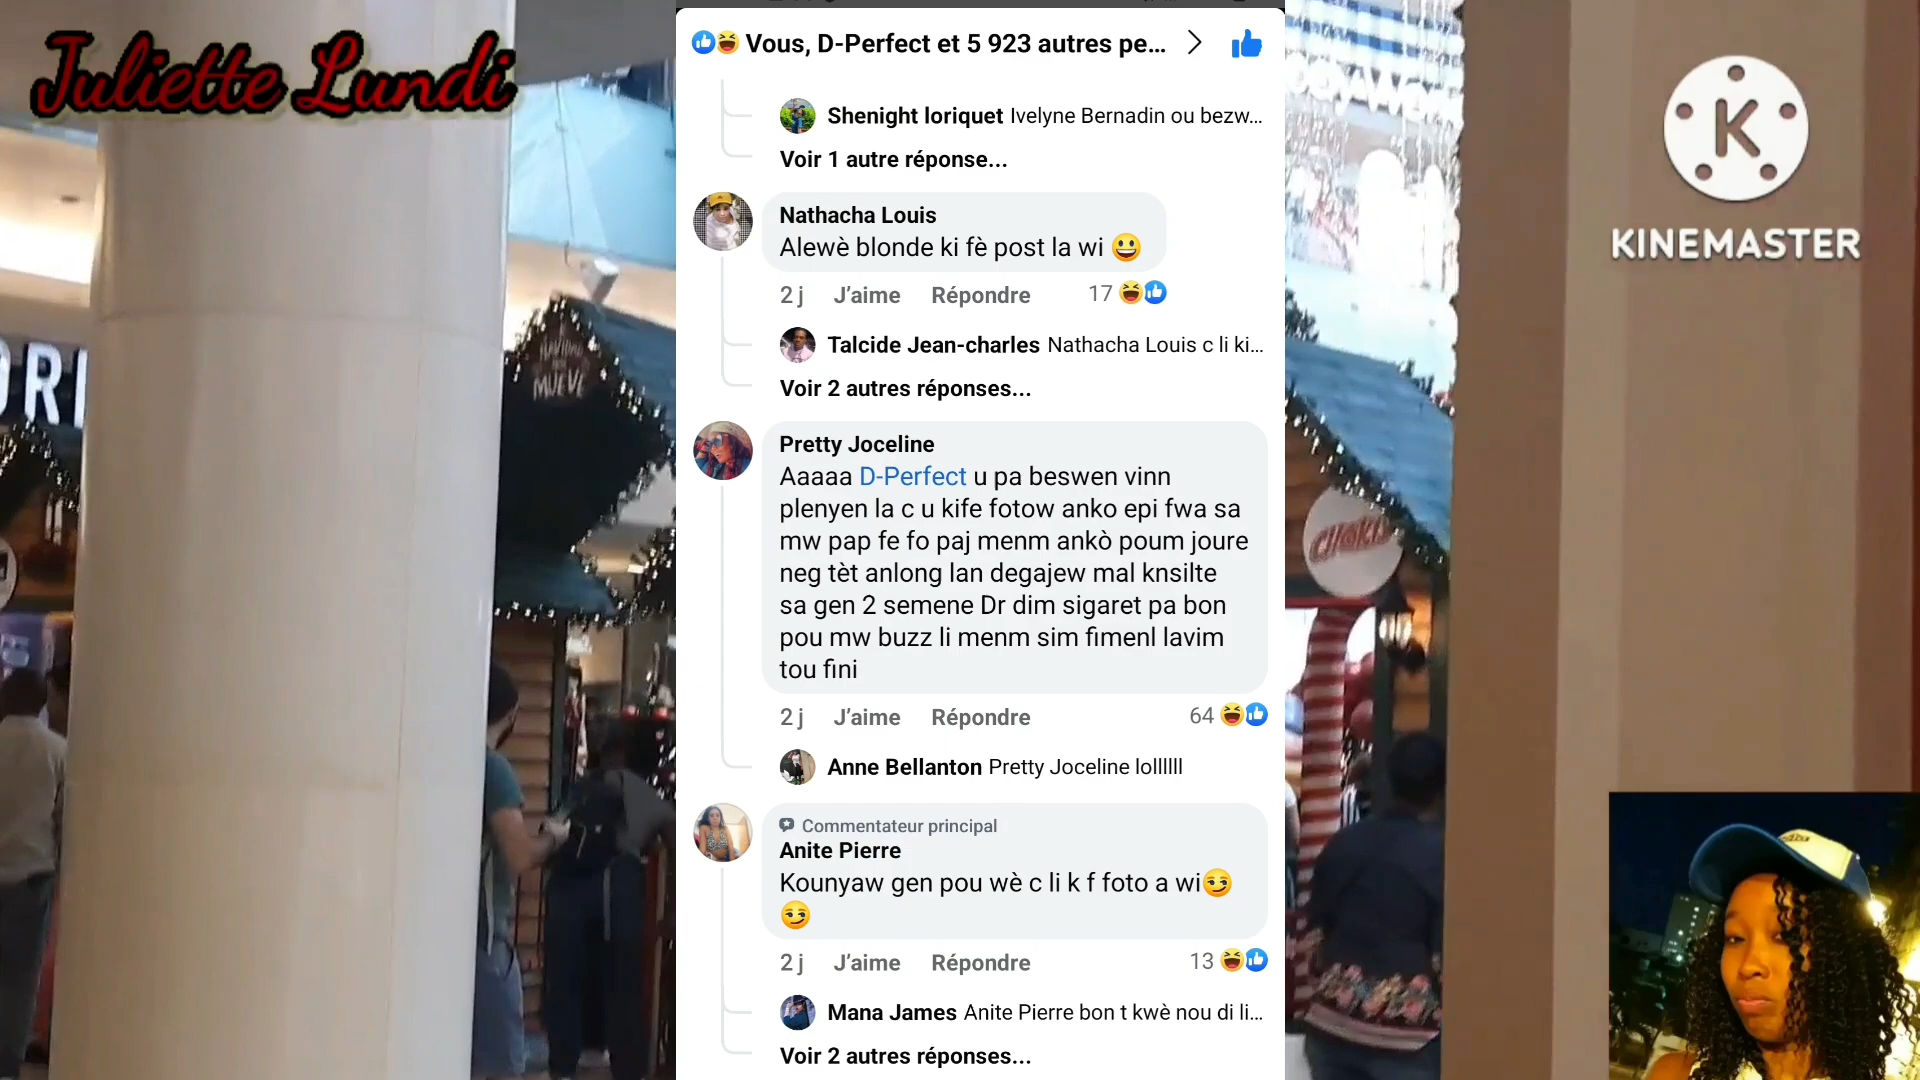 Juliette Lundi
Vous, D-Perfect et 5 923 autres pe...
Shenight loriquet Ivelyne Bernadin ou bezw...
Voir 1 autre réponse...
Nathacha Louis
Alewè blonde ki fè post la wi 😃
2 j J’aime Répondre 17
Talcide Jean-charles Nathacha Louis c li ki...
Voir 2 autres réponses...
Pretty Joceline
Aaaaa D-Perfect u pa beswen vinn
plenyen la c u kife fotow anko epi fwa sa
mw pap fe fo paj menm ankò poum joure
neg tèt anlong lan degajew mal knsilte
sa gen 2 semene Dr dim sigaret pa bon
pou mw buzz li menm sim fimenl lavim
tou fini
2 j J’aime Répondre 64
Anne Bellanton Pretty Joceline lollllll
Commentateur principal
Anite Pierre
Kounyaw gen pou wè c li k f foto a wi😏
😏
2 j J’aime Répondre 13
Mana James Anite Pierre bon t kwè nou di li...
Voir 2 autres réponses...
K
KINEMASTER
ORI
NAVIDAD
MUEVE